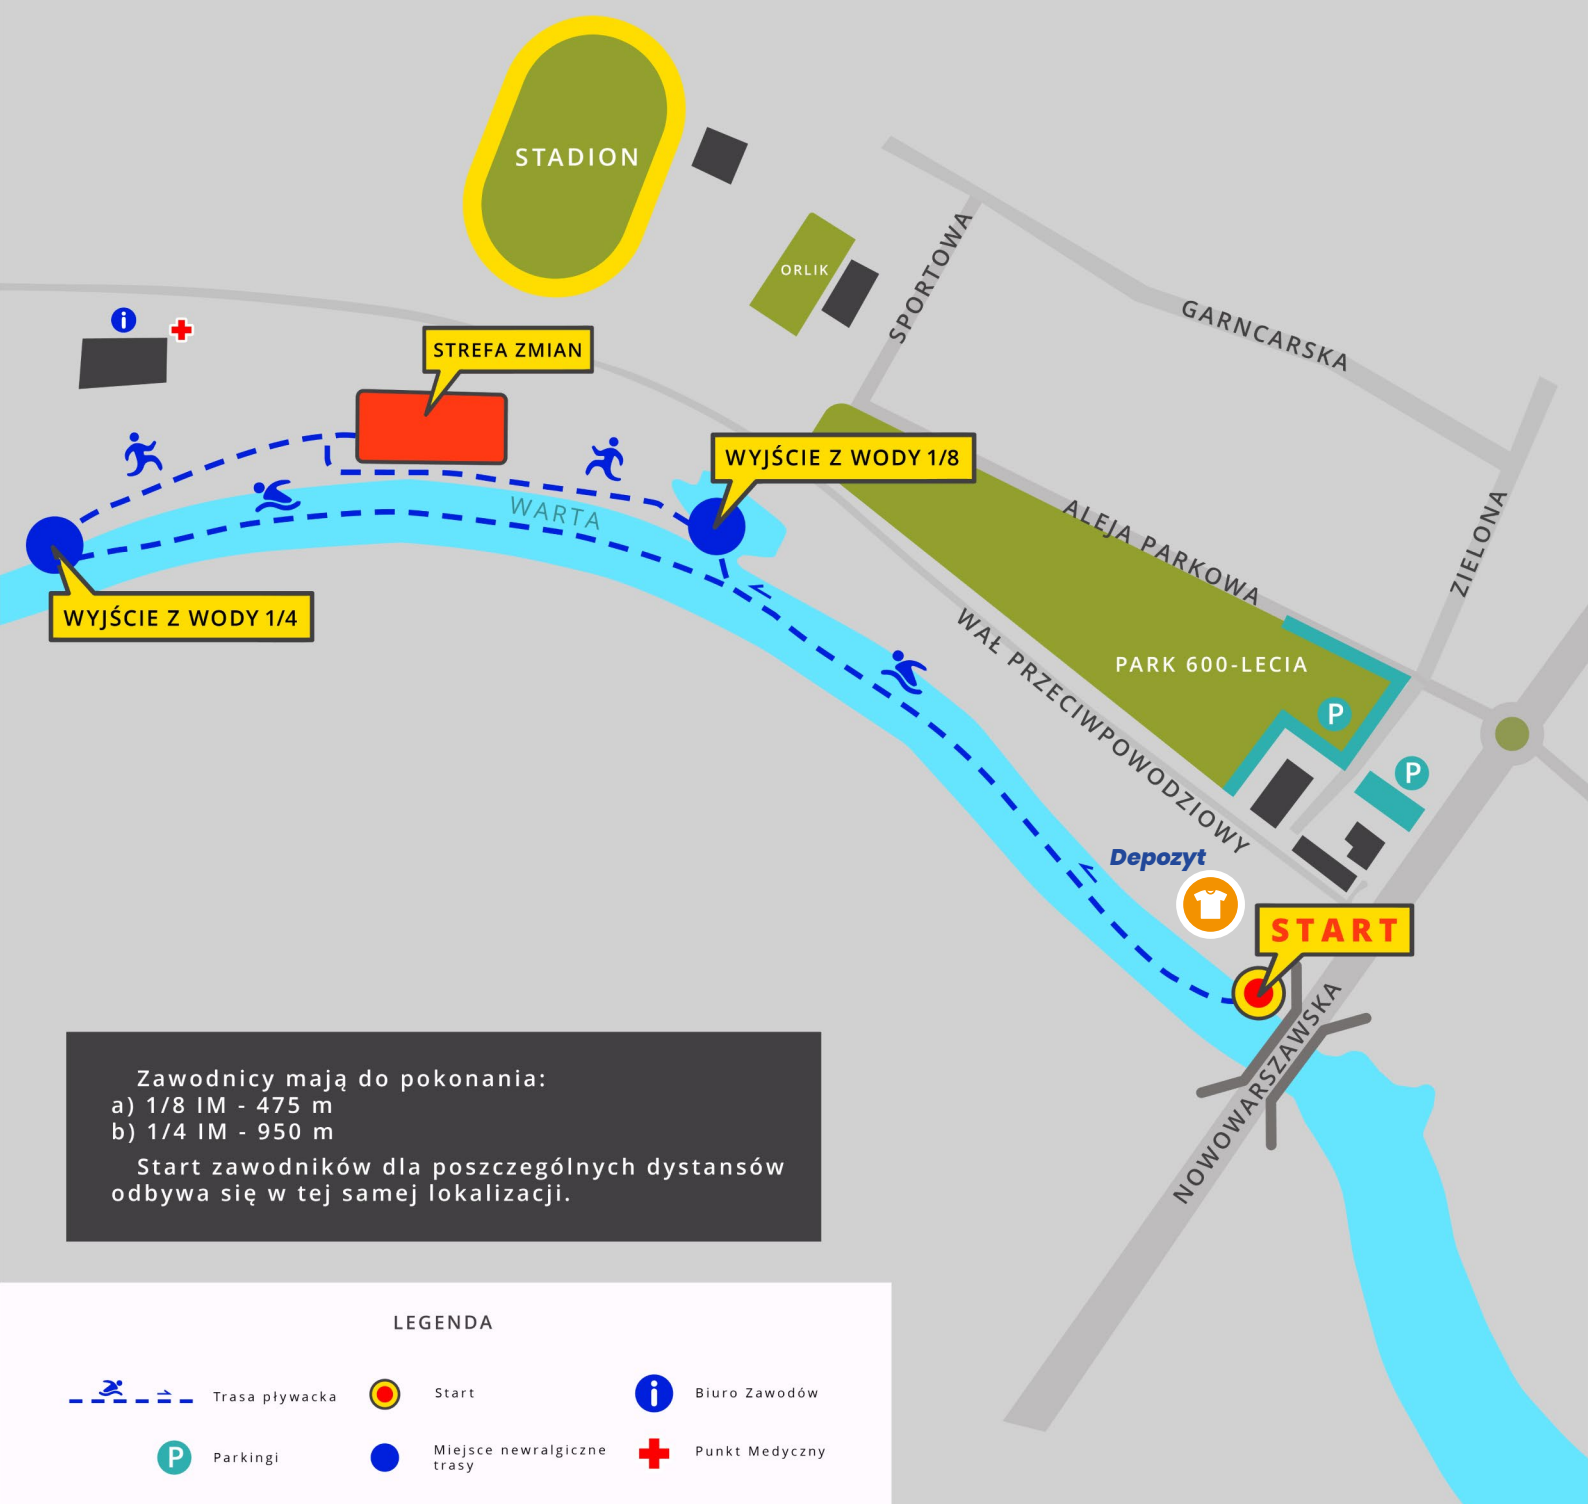 STADION
ORLIK
SPORTOWA
GARNCARSKA
STREFA ZMIAN
WYJŚCIE Z WODY 1/8
WARTA
ALEJA PARKOWA
ZIELONA
WYJŚCIE Z WODY 1/4
WAŁ PRZECIWPOWODZIOWY
PARK 600-LECIA
P
P
Depozyt
START
NOWOWARSZAWSKA
Zawodnicy mają do pokonania:
a) 1/8 IM - 475 m
b) 1/4 IM - 950 m
Start zawodników dla poszczególnych dystansów
odbywa się w tej samej lokalizacji.
LEGENDA
Trasa pływacka
Start
Biuro Zawodów
P
Parkingi
Miejsce newralgiczne
trasy
Punkt Medyczny